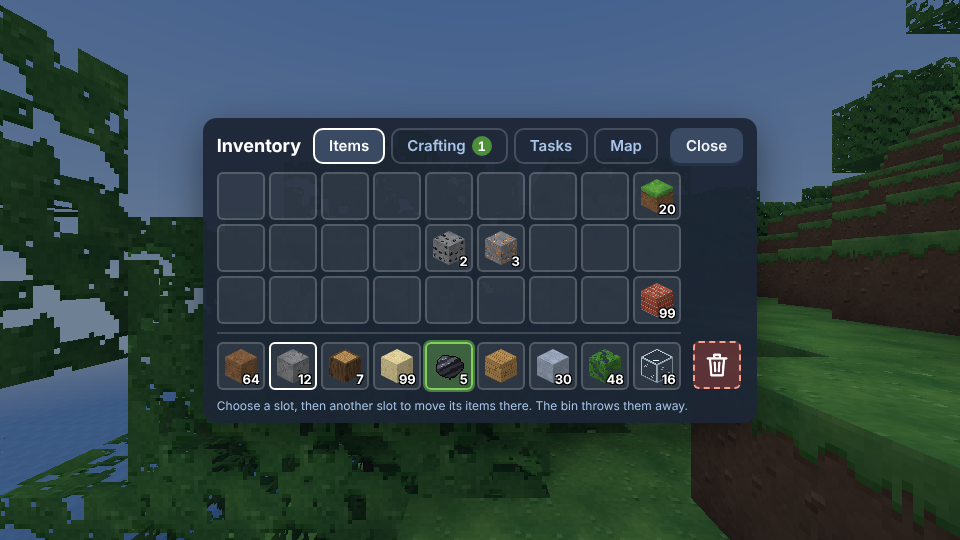 Inventory Items Crafting 1 Tasks Map Close
20
2 3
99
64 12 7 99 5 30 48 16
Choose a slot, then another slot to move its items there. The bin throws them away.